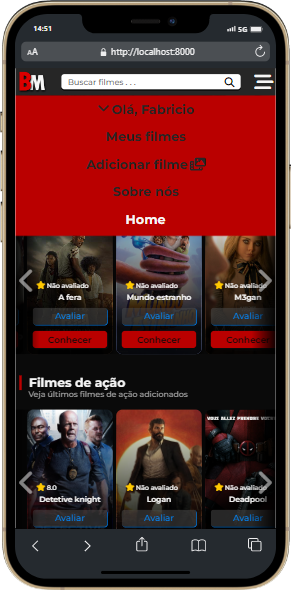 14:51
5G
AA
http://localhost:8000
BM
Buscar filmes . . .
Olá, Fabricio
Meus filmes
Adicionar filme
Sobre nós
Home
Não avaliado
Não avaliado
Não avaliado
A fera
Mundo estranho
M3gan
Avaliar
Avaliar
Avaliar
Conhecer
Conhecer
Conhecer
Filmes de ação
Veja últimos filmes de ação adicionados
VOUS ALLEZ PRENDRE
8.0
Não avaliado
Não avaliado
Detetive knight
Logan
Deadpool
Avaliar
Avaliar
Avaliar